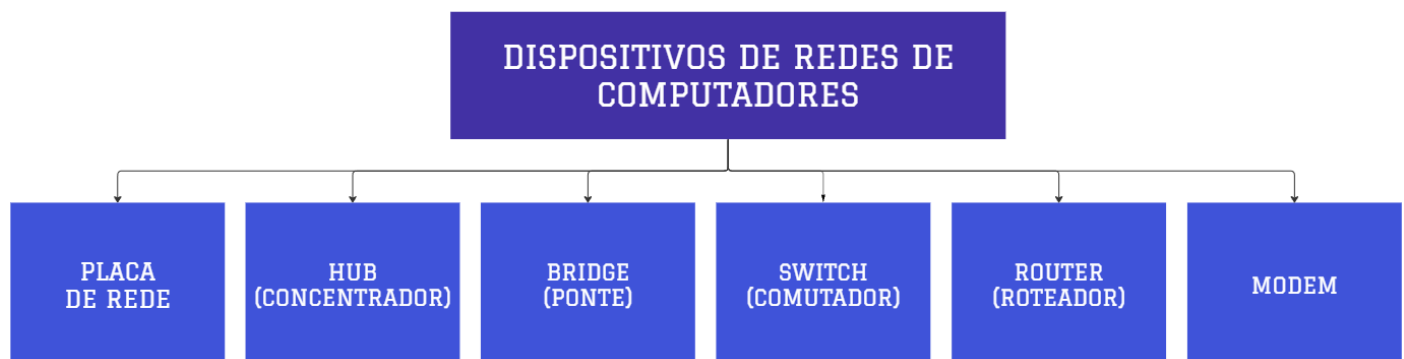 DISPOSITIVOS DE REDES DE
COMPUTADORES
PLACA
DE REDE
HUB
(CONCENTRADOR)
BRIDGE
(PONTE)
SWITCH
(COMUTADOR)
ROUTER
(ROTEADOR)
MODEM